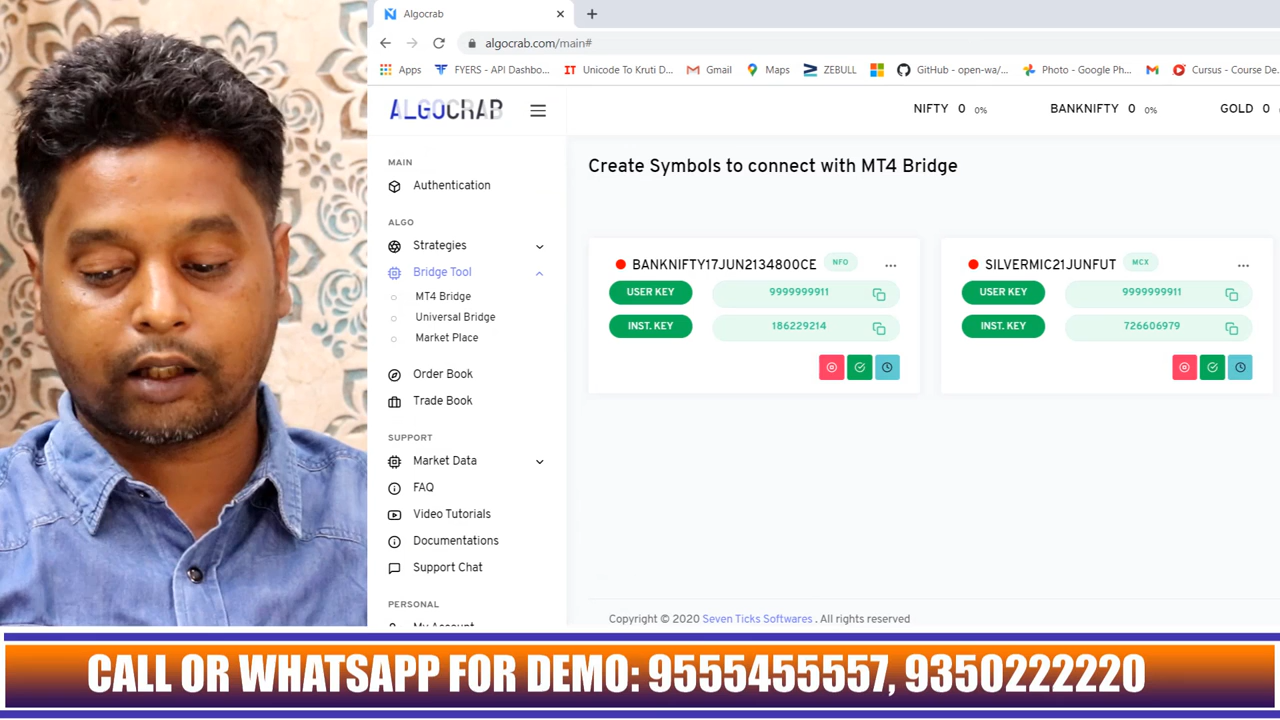 Algocrab
algocrab.com/main#
Apps FYERS - API Dashbo... Unicode To Kruti D... Gmail Maps ZEBULL GitHub - open-wa/... Photo - Google Ph... Cursus - Course De...
ALGOCRAB
NIFTY 0 0% BANKNIFTY 0 0% GOLD 0
Create Symbols to connect with MT4 Bridge
MAIN
Authentication
ALGO
Strategies
Bridge Tool
MT4 Bridge
Universal Bridge
Market Place
Order Book
Trade Book
SUPPORT
Market Data
FAQ
Video Tutorials
Documentations
Support Chat
PERSONAL
My Account
BANKNIFTY17JUN2134800CE NFO
USER KEY 9999999911
INST. KEY 186229214
SILVERMIC21JUNFUT MCX
USER KEY 9999999911
INST. KEY 726606979
Copyright © 2020 Seven Ticks Softwares . All rights reserved
CALL OR WHATSAPP FOR DEMO: 9555455557, 9350222220